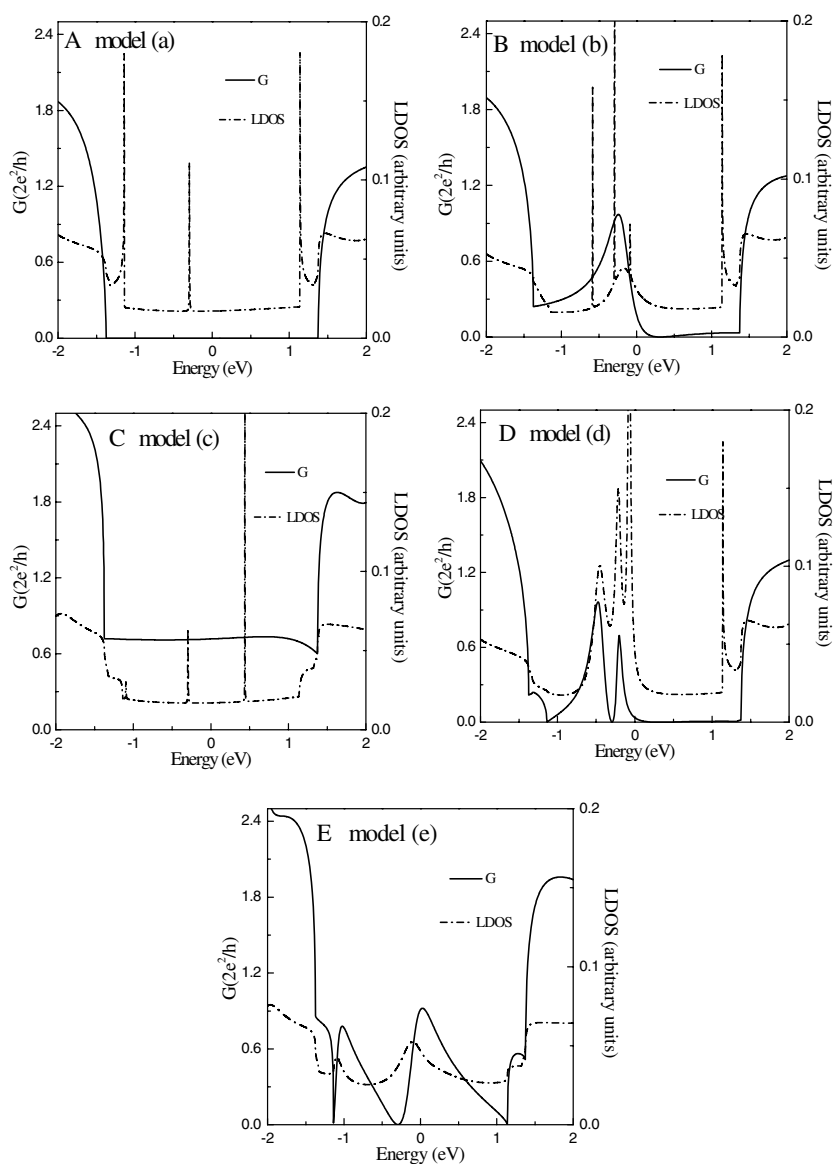 A model (a)
G
LDOS
G(2e²/h)
2.4
1.8
1.2
0.6
0.0
LDOS (arbitrary units)
0.2
0.1
0.0
-2 -1 0 1 2
Energy (eV)
B model (b)
G
LDOS
G(2e²/h)
2.4
1.8
1.2
0.6
0.0
LDOS (arbitrary units)
0.2
0.1
0.0
-2 -1 0 1 2
Energy (eV)
C model (c)
G
LDOS
G(2e²/h)
2.4
1.8
1.2
0.6
0.0
LDOS (arbitrary units)
0.2
0.1
0.0
-2 -1 0 1 2
Energy (eV)
D model (d)
G
LDOS
G(2e²/h)
2.4
1.8
1.2
0.6
0.0
LDOS (arbitrary units)
0.2
0.1
0.0
-2 -1 0 1 2
Energy (eV)
E model (e)
G
LDOS
G(2e²/h)
2.4
1.8
1.2
0.6
0.0
LDOS (arbitrary units)
0.2
0.1
0.0
-2 -1 0 1 2
Energy (eV)